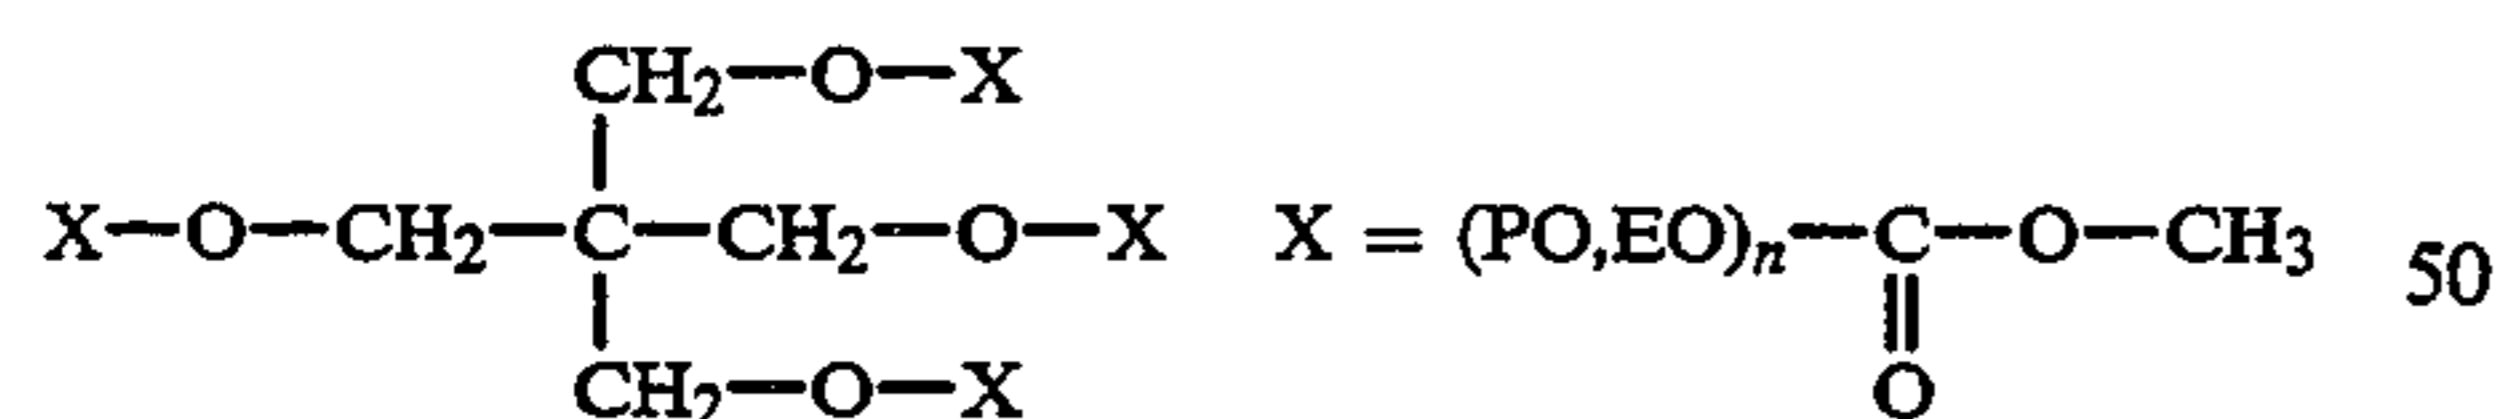 CH₂—O—X
X—O—CH₂—C—CH₂—O—X X = (PO,EO)ₙ—C—O—CH₃
50
CH₂—O—X O